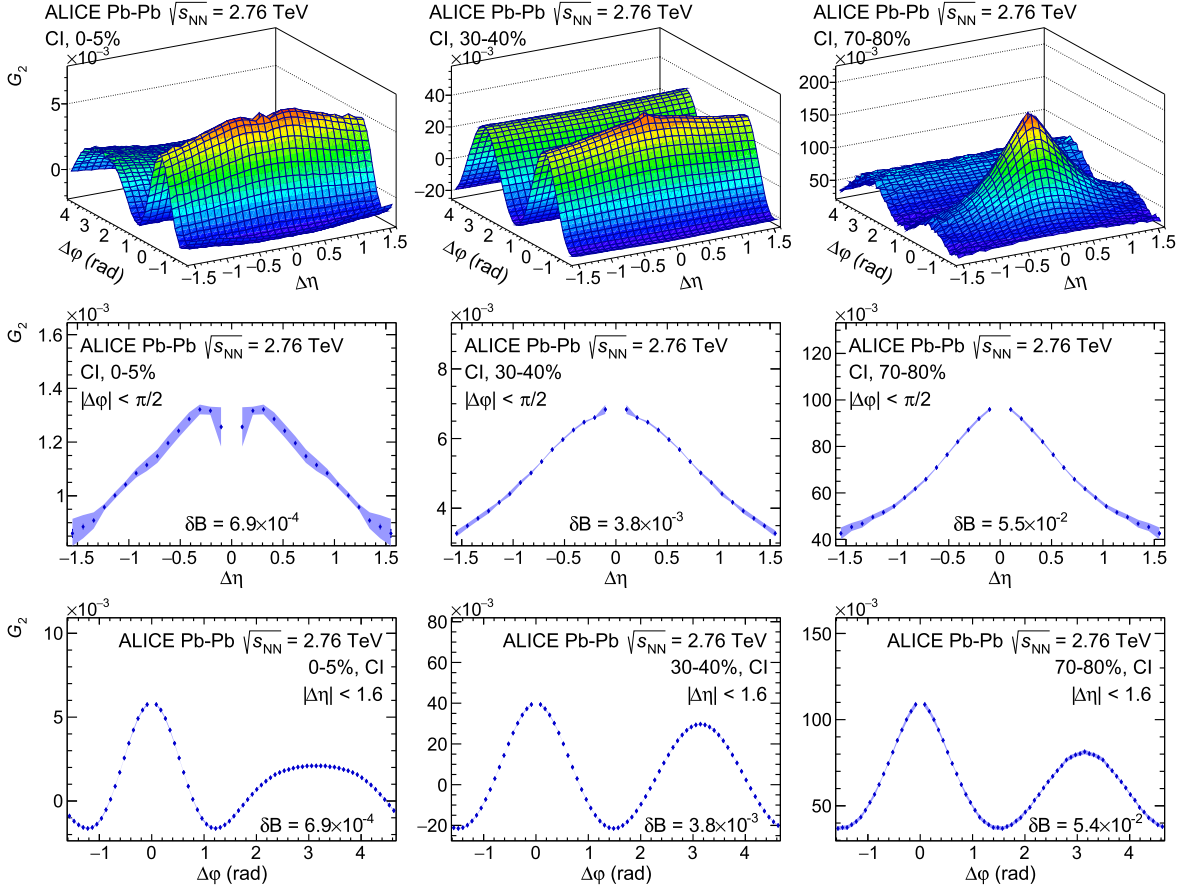 ALICE Pb-Pb √sNN = 2.76 TeV
CI, 0-5%
×10−3
G2
5
0
4
3
2
1
0
−1
Δφ (rad)
−1.5
−1
−0.5
0
0.5
1
1.5
Δη
ALICE Pb-Pb √sNN = 2.76 TeV
CI, 30-40%
×10−3
40
20
0
−20
4
3
2
1
0
−1
Δφ (rad)
−1.5
−1
−0.5
0
0.5
1
1.5
Δη
ALICE Pb-Pb √sNN = 2.76 TeV
CI, 70-80%
×10−3
200
150
100
50
4
3
2
1
0
−1
Δφ (rad)
−1.5
−1
−0.5
0
0.5
1
1.5
Δη
×10−3
G2
1.6
1.4
1.2
1
ALICE Pb-Pb √sNN = 2.76 TeV
CI, 0-5%
|Δφ| < π/2
δB = 6.9×10−4
−1.5 −1 −0.5 0 0.5 1 1.5
Δη
×10−3
8
6
4
ALICE Pb-Pb √sNN = 2.76 TeV
CI, 30-40%
|Δφ| < π/2
δB = 3.8×10−3
−1.5 −1 −0.5 0 0.5 1 1.5
Δη
×10−3
120
100
80
60
40
ALICE Pb-Pb √sNN = 2.76 TeV
CI, 70-80%
|Δφ| < π/2
δB = 5.5×10−2
−1.5 −1 −0.5 0 0.5 1 1.5
Δη
×10−3
G2
10
5
0
ALICE Pb-Pb √sNN = 2.76 TeV
0-5%, CI
|Δη| < 1.6
δB = 6.9×10−4
−1 0 1 2 3 4
Δφ (rad)
×10−3
80
60
40
20
0
−20
ALICE Pb-Pb √sNN = 2.76 TeV
30-40%, CI
|Δη| < 1.6
δB = 3.8×10−3
−1 0 1 2 3 4
Δφ (rad)
×10−3
150
100
50
ALICE Pb-Pb √sNN = 2.76 TeV
70-80%, CI
|Δη| < 1.6
δB = 5.4×10−2
−1 0 1 2 3 4
Δφ (rad)